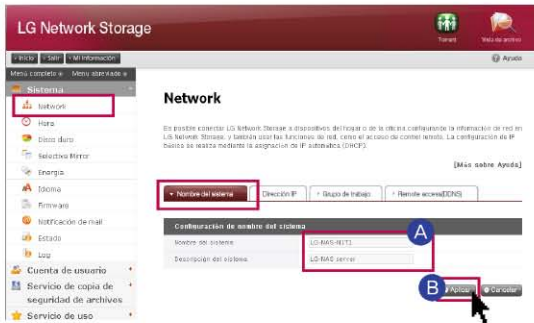 LG Network Storage
Torrent
Vista de archivo
Inicio
Salir
Mi Información
Ayuda
Menú completo
Menú abreviado
Sistema
Network
Hora
Disco duro
Selective Mirror
Energía
Idioma
Firmware
Notificación de mail
Estado
Log
Cuenta de usuario
Servicio de copia de
seguridad de archivos
Servicio de uso
Network
Es posible conectar LG Network Storage a dispositivos del hogar o de la oficina configurando la información de red en
LG Network Storage, y también usar las funciones de red, como el acceso de control remoto. La configuración de IP
básica se realiza mediante la asignación de IP automática (DHCP).
[Más sobre Ayuda]
Nombre del sistema
Dirección IP
Grupo de trabajo
Remote access(DDNS)
Configuración de nombre del sistema
Nombre del sistema
Descripción del sistema
LG-NAS server
A
B
Aplicar
Cancelar